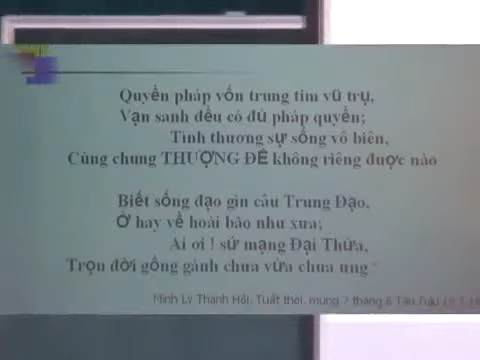 Quyền pháp vốn trung tim vũ trụ,
Vạn sanh đều có đủ pháp quyền;
Tình thương sự sống vô biên,
Cùng chung THƯỢNG ĐẾ không riêng được nào
Biết sống đạo gìn câu Trung Đạo,
Ở hay về hoài bão như xưa;
Ai ơi ! sứ mạng Đại Thừa,
Trọn đời gồng gánh chưa vừa chưa ưng
Minh Lý Thánh Hội, Tuất thời, mùng 7 tháng 6 Tân Dậu